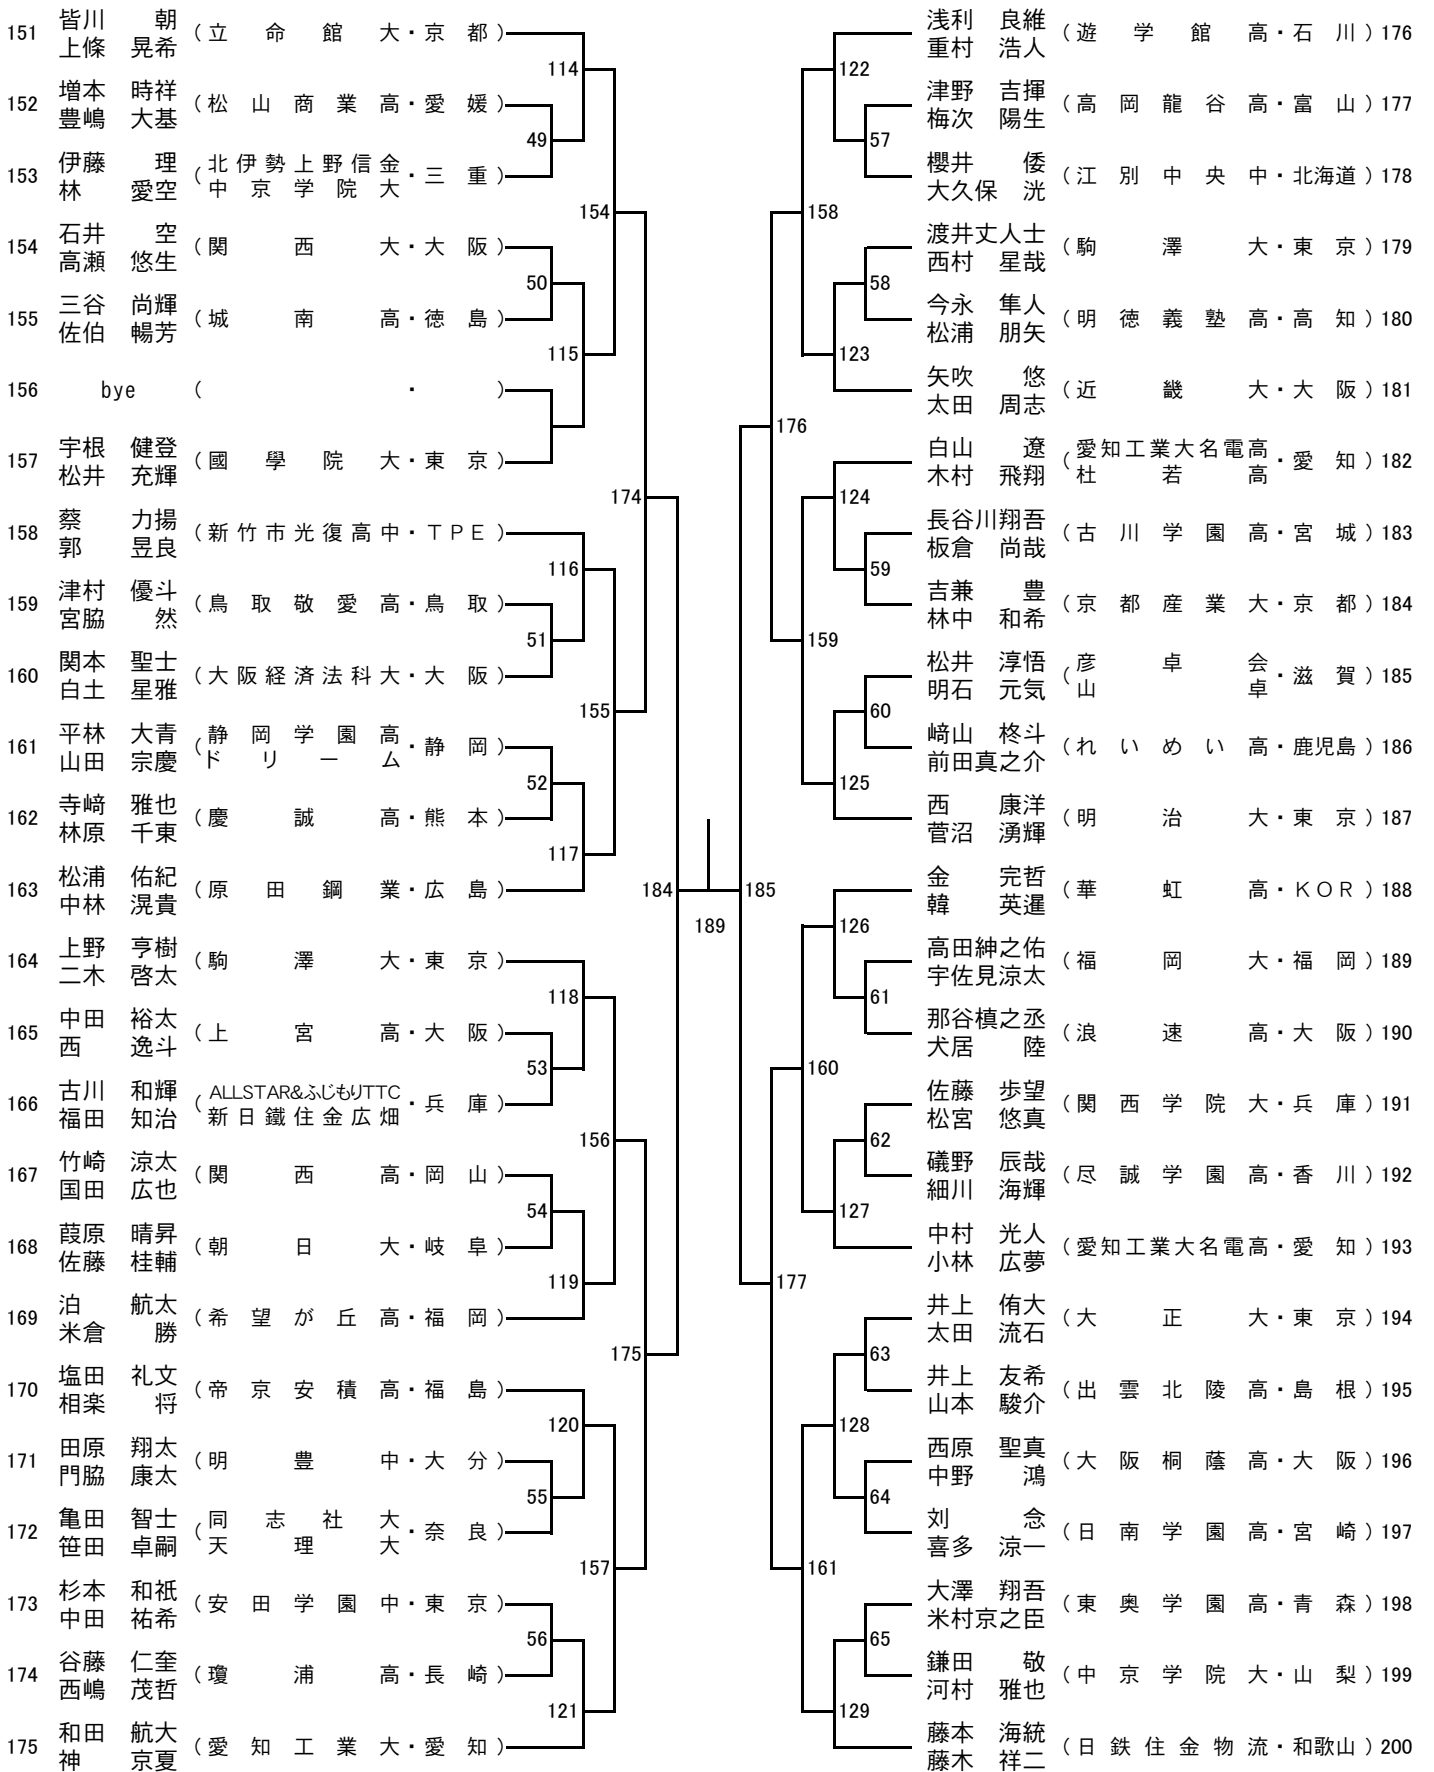 151 皆川 朝 上條 晃希 (立命館大・京都)
152 増本 時祥 豊嶋 大基 (松山商業高・愛媛)
153 伊藤 理 林 愛空 (北伊勢上野信金 中京学院大・三重)
154 石井 空 高瀬 悠生 (関西大・大阪)
155 三谷 尚輝 佐伯 暢芳 (城南高・徳島)
156 bye ( ・ )
157 宇根 健登 松井 充輝 (國學院大・東京)
158 蔡 力揚 郭 昱良 (新竹市光復高中・TPE)
159 津村 優斗 宮脇 然 (鳥取敬愛高・鳥取)
160 関本 聖士 白土 星雅 (大阪経済法科大・大阪)
161 平林 大青 山田 宗慶 (静岡学園高 ドリーム・静岡)
162 寺﨑 雅也 林原 千東 (慶誠高・熊本)
163 松浦 佑紀 中林 滉貴 (原田鋼業・広島)
164 上野 亨樹 二木 啓太 (駒澤大・東京)
165 中田 裕太 西 逸斗 (上宮高・大阪)
166 古川 和輝 福田 知治 (ALLSTAR&ふじもりTTC 新日鐵住金広畑・兵庫)
167 竹崎 涼太 国田 広也 (関西高・岡山)
168 葭原 晴昇 佐藤 桂輔 (朝日大・岐阜)
169 泊 航太 米倉 勝 (希望が丘高・福岡)
170 塩田 礼文 相楽 将 (帝京安積高・福島)
171 田原 翔太 門脇 康太 (明豊中・大分)
172 亀田 智士 笹田 卓嗣 (同志社大 天理大・奈良)
173 杉本 和祇 中田 祐希 (安田学園中・東京)
174 谷藤 仁奎 西嶋 茂哲 (瓊浦高・長崎)
175 和田 航大 神 京夏 (愛知工業大・愛知)
114
49
154
50
115
174
116
51
155
52
117
184
118
53
156
54
119
175
120
55
157
56
121
189
185
122
57
158
58
123
176
124
59
159
60
125
126
61
160
62
127
177
63
128
64
161
65
129
浅利 良維 重村 浩人 (遊学館高・石川) 176
津野 吉揮 梅次 陽生 (高岡龍谷高・富山) 177
櫻井 倭 大久保 洸 (江別中央中・北海道) 178
渡井丈人士 西村 星哉 (駒澤大・東京) 179
今永 隼人 松浦 朋矢 (明徳義塾高・高知) 180
矢吹 悠 太田 周志 (近畿大・大阪) 181
白山 遼 木村 飛翔 (愛知工業大名電高 杜若高・愛知) 182
長谷川翔吾 板倉 尚哉 (古川学園高・宮城) 183
吉兼 豊 林中 和希 (京都産業大・京都) 184
松井 淳悟 明石 元気 (彦卓会 山卓・滋賀) 185
﨑山 柊斗 前田真之介 (れいめい高・鹿児島) 186
西 康洋 菅沼 湧輝 (明治大・東京) 187
金 完哲 韓 英暹 (華虹高・KOR) 188
高田紳之佑 宇佐見涼太 (福岡大・福岡) 189
那谷槙之丞 犬居 陸 (浪速高・大阪) 190
佐藤 歩望 松宮 悠真 (関西学院大・兵庫) 191
礒野 辰哉 細川 海輝 (尽誠学園高・香川) 192
中村 光人 小林 広夢 (愛知工業大名電高・愛知) 193
井上 侑大 太田 流石 (大正大・東京) 194
井上 友希 山本 駿介 (出雲北陵高・島根) 195
西原 聖真 中野 鴻 (大阪桐蔭高・大阪) 196
刘 念 喜多 涼一 (日南学園高・宮崎) 197
大澤 翔吾 米村京之臣 (東奥学園高・青森) 198
鎌田 敬 河村 雅也 (中京学院大・山梨) 199
藤本 海統 藤木 祥二 (日鉄住金物流・和歌山) 200